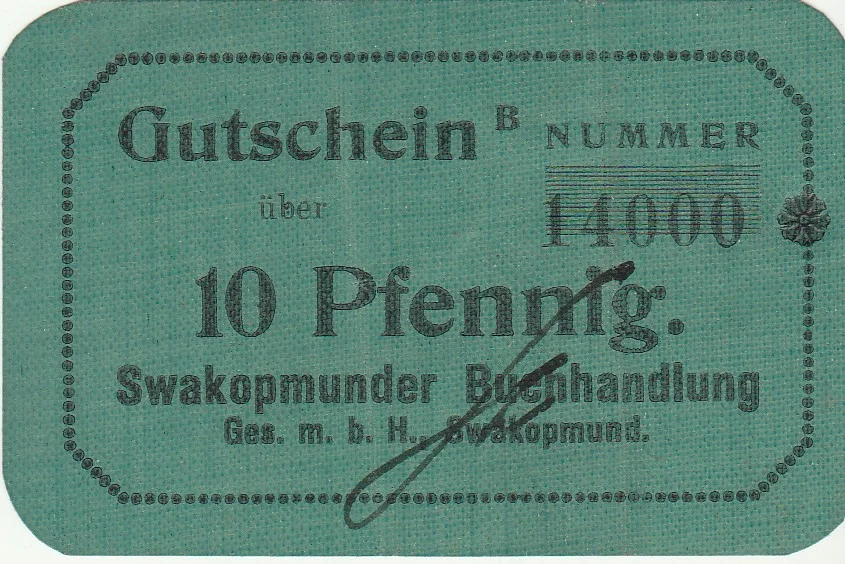 Gutschein B NUMMER
über 14000
10 Pfennig.
Swakopmunder Buchhandlung
Ges. m. b. H., Swakopmund.